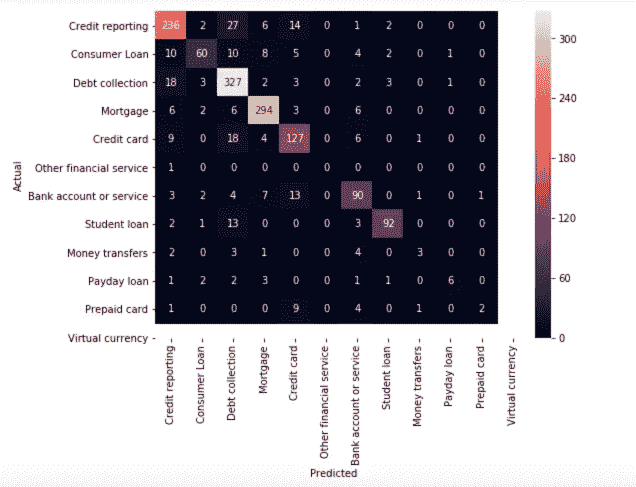 Credit reporting 236 2 27 6 14 0 1 2 0 0 0
Consumer Loan 10 60 10 8 5 0 4 2 0 1 0
Debt collection 18 3 327 2 3 0 2 3 0 1 0
Mortgage 6 2 6 294 3 0 6 0 0 0 0
Credit card 9 0 18 4 127 0 6 0 1 0 0
Other financial service 1 0 0 0 0 0 0 0 0 0 0
Bank account or service 3 2 4 7 13 0 90 0 1 0 1
Student loan 2 1 13 0 0 0 3 92 0 0 0
Money transfers 2 0 3 1 0 0 4 0 3 0 0
Payday loan 1 2 2 3 0 0 1 1 0 6 0
Prepaid card 1 0 0 0 9 0 4 0 1 0 2
Virtual currency
Actual
Credit reporting
Consumer Loan
Debt collection
Mortgage
Credit card
Other financial service
Bank account or service
Student loan
Money transfers
Payday loan
Prepaid card
Virtual currency
Predicted
300
240
180
120
60
0